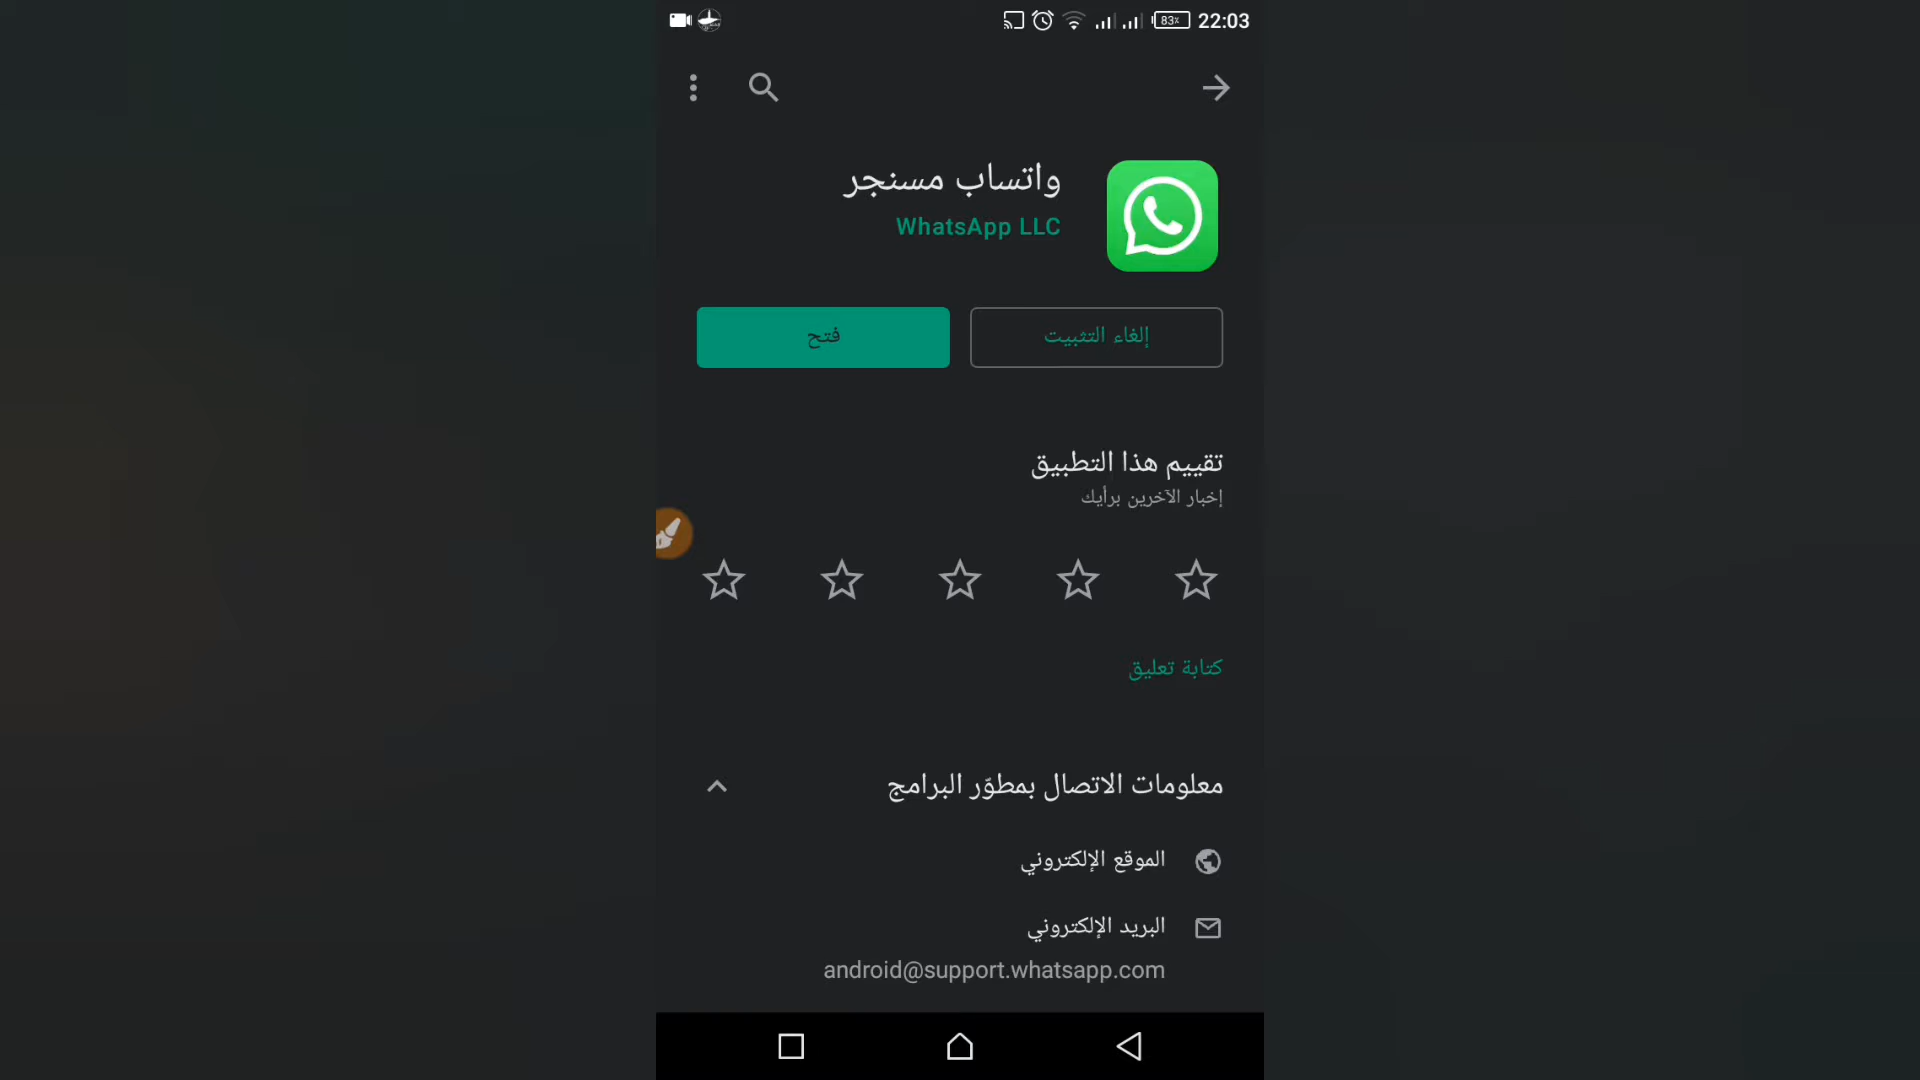 83% 22:03
واتساب مسنجر
WhatsApp LLC
إلغاء التثبيت
فتح
تقييم هذا التطبيق
إخبار الآخرين برأيك
كتابة تعليق
معلومات الاتصال بمطوّر البرامج
الموقع الإلكتروني
البريد الإلكتروني
android@support.whatsapp.com